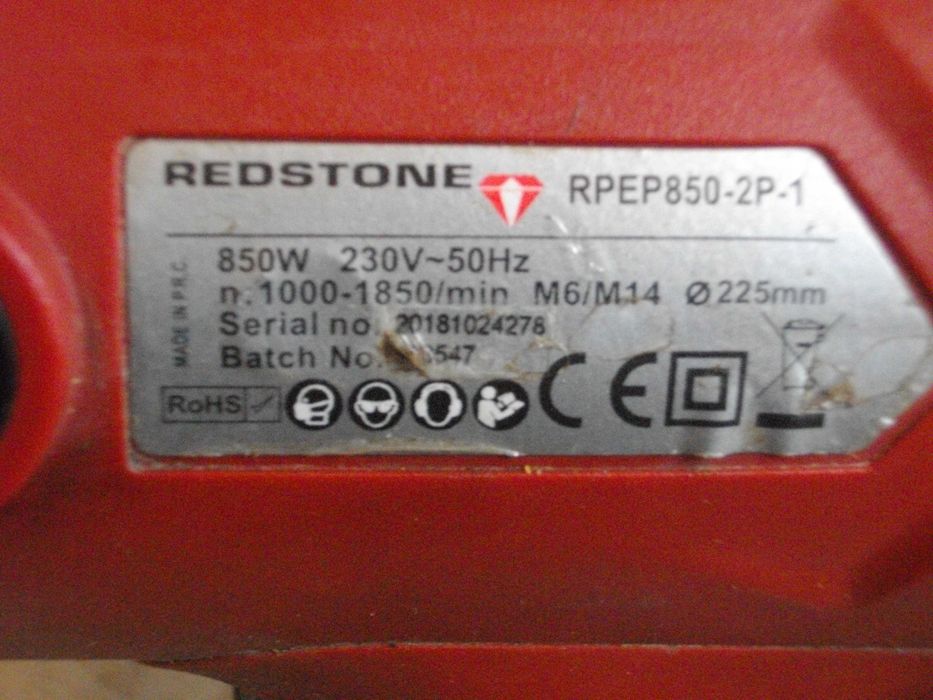 REDSTONE RPEP850-2P-1
850W 230V~50Hz
n. 1000-1850/min M6/M14 Ø225mm
Serial no. 20181024278
Batch No.
MADE IN P.R.C.
RoHS CE